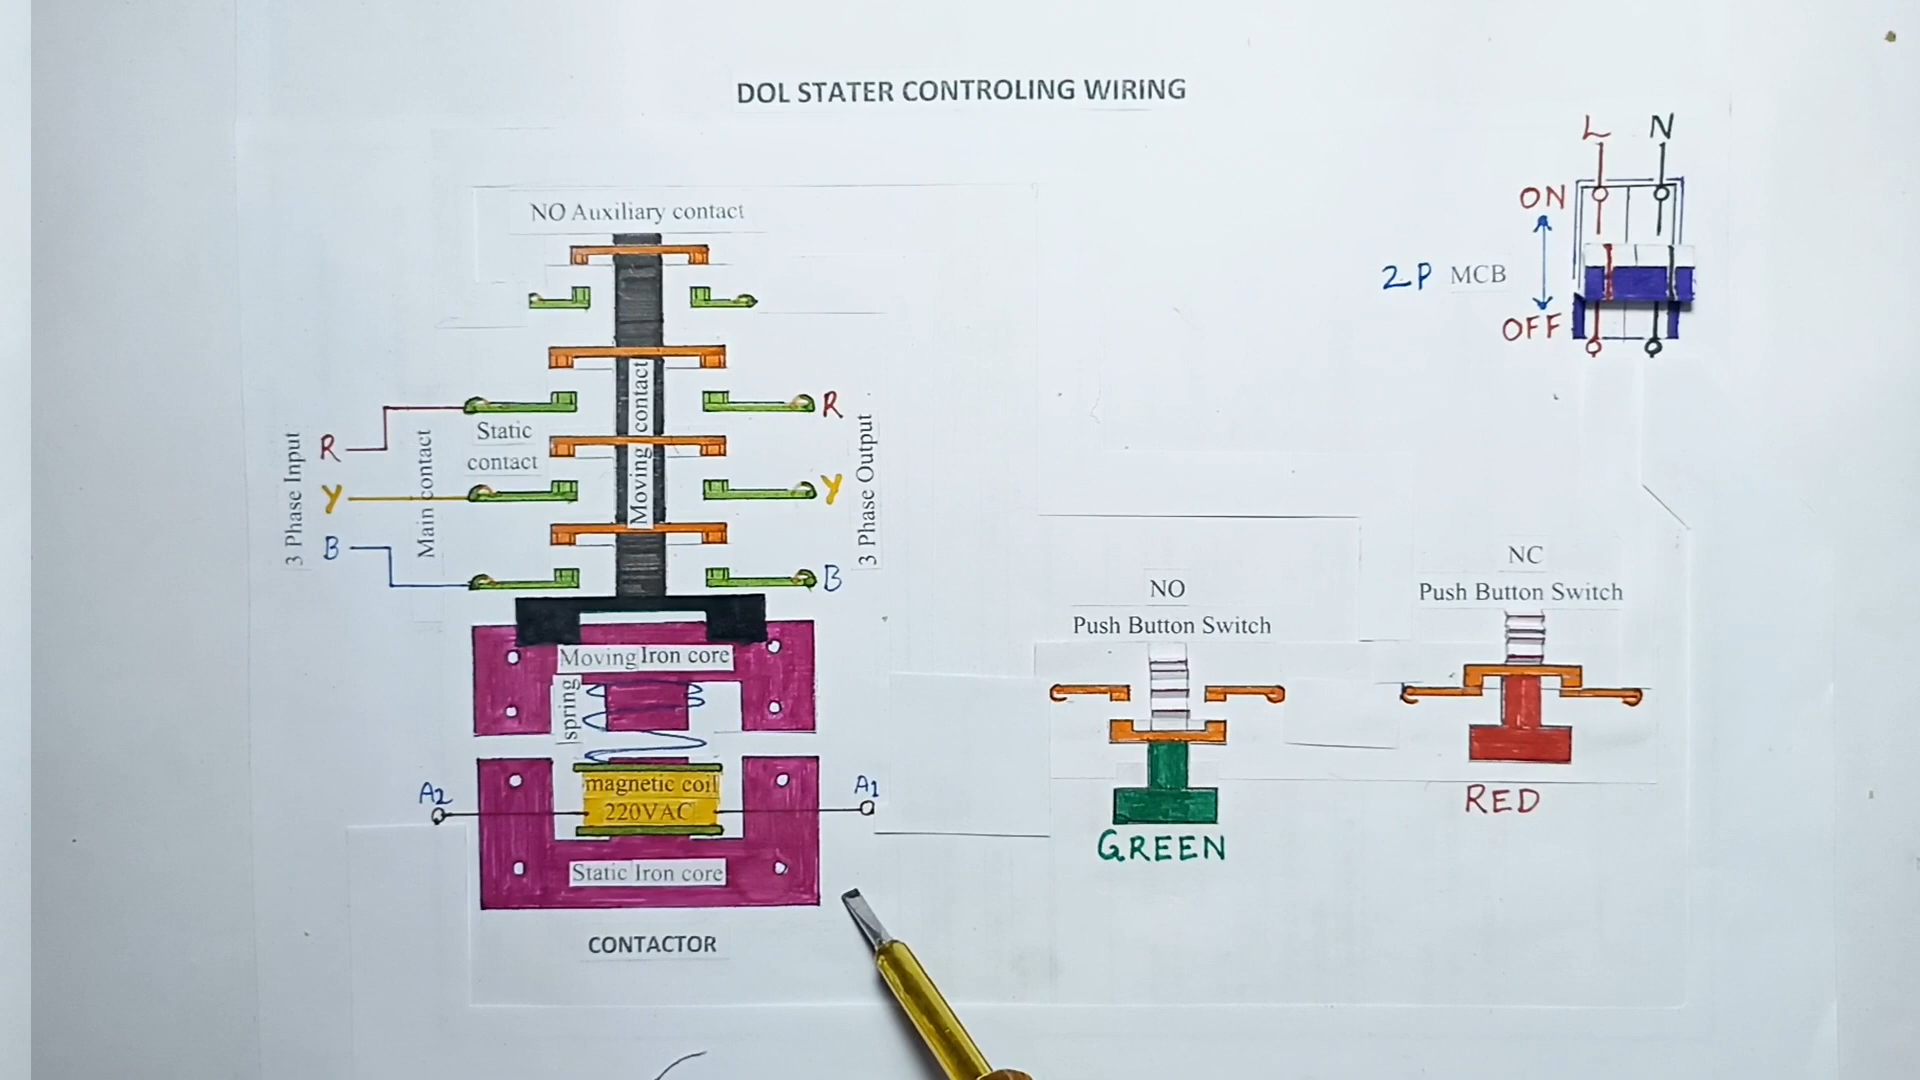 DOL STATER CONTROLING WIRING
L N
ON
2P MCB
OFF
NO Auxiliary contact
Moving contact
R
R
Static
contact
3 Phase Input
Main contact
Y
Y
3 Phase Output
B
B
NO
Push Button Switch
NC
Push Button Switch
Moving Iron core
spring
magnetic coil
220VAC
A2
A1
Static Iron core
CONTACTOR
GREEN
RED